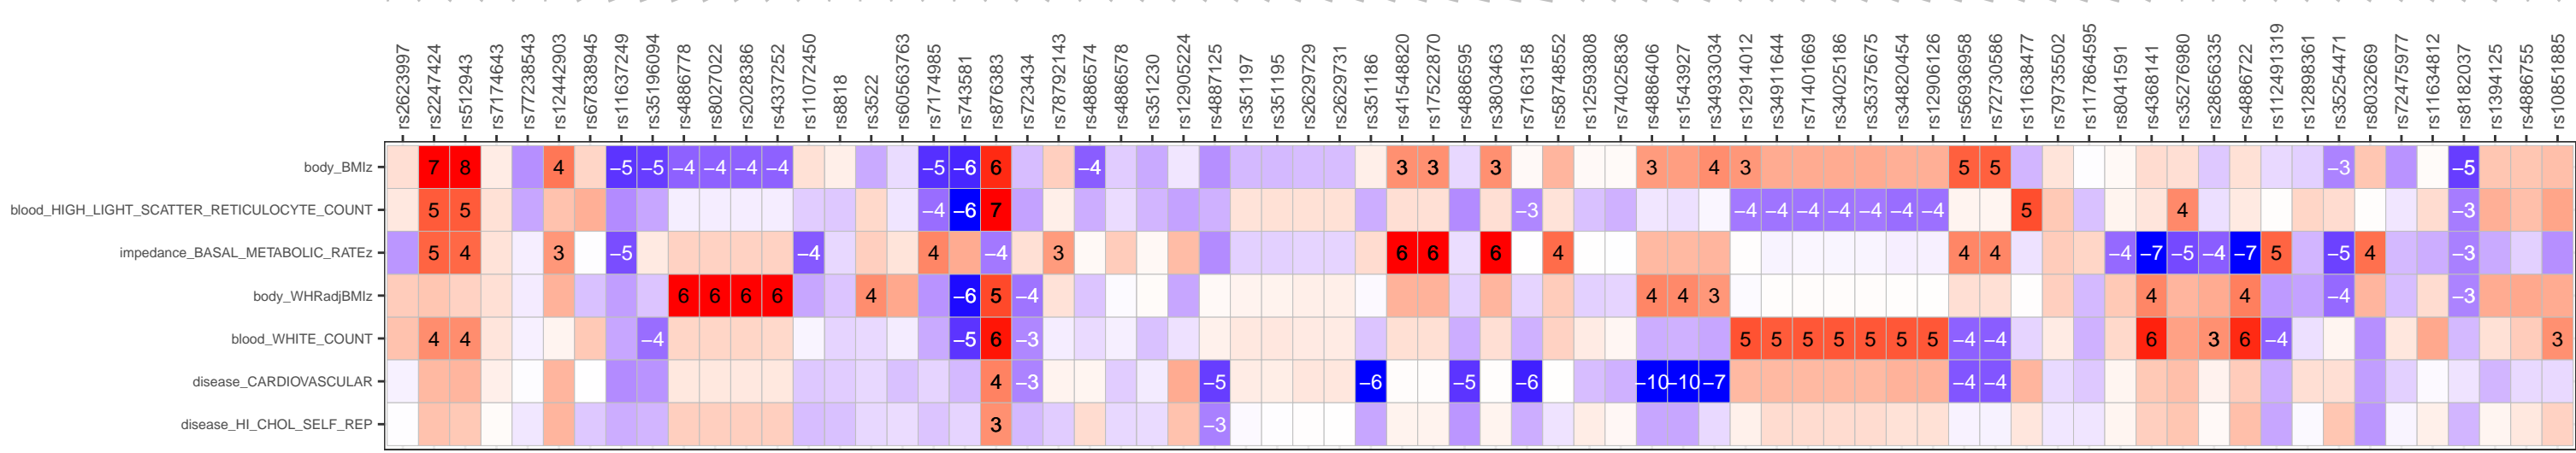 rs2623997 rs2247424 rs512943 rs7174643 rs77238543 rs12442903 rs67838945 rs11637249 rs35196094 rs4886778 rs8027022 rs2028386 rs4337252 rs11072450 rs8818 rs3522 rs60563763 rs7174985 rs743581 rs876383 rs723434 rs78792143 rs4886574 rs4886578 rs351230 rs12905224 rs4887125 rs351197 rs351195 rs2629729 rs2629731 rs351186 rs41548820 rs17522870 rs4886595 rs3803463 rs7163158 rs58748552 rs12593808 rs74025836 rs4886406 rs1543927 rs34933034 rs12914012 rs34911644 rs71401669 rs34025186 rs35375675 rs34820454 rs12906126 rs56936958 rs72730586 rs11638477 rs79735502 rs117864595 rs8041591 rs4368141 rs35276980 rs28656335 rs4886722 rs112491319 rs12898361 rs35254471 rs8032669 rs72475977 rs11634812 rs8182037 rs1394125 rs4886755 rs10851885
body_BMIz 7 8 4 −5 −5 −4 −4 −4 −4 −5 −6 6 −4 3 3 3 3 4 3 5 5 −3 −5
blood_HIGH_LIGHT_SCATTER_RETICULOCYTE_COUNT 5 5 −4 −6 7 −3 −4 −4 −4 −4 −4 −4 −4 5 4 −3
impedance_BASAL_METABOLIC_RATEz 5 4 3 −5 −4 4 −4 3 6 6 6 4 4 4 −4 −7 −5 −4 −7 5 −5 4 −3
body_WHRadjBMIz 6 6 6 6 4 −6 5 −4 4 4 3 4 4 −4 −3
blood_WHITE_COUNT 4 4 −4 −5 6 −3 5 5 5 5 5 5 5 −4 −4 6 3 6 −4 3
disease_CARDIOVASCULAR 4 −3 −5 −6 −5 −6 −10 −10 −7 −4 −4
disease_HI_CHOL_SELF_REP 3 −3